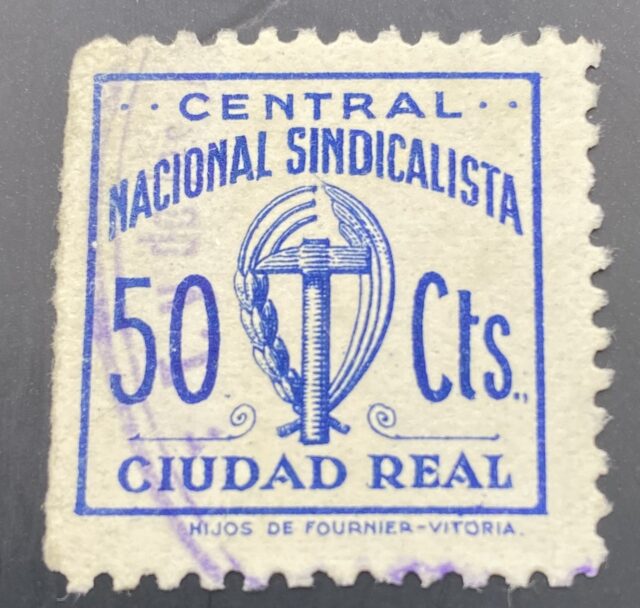 ·· CENTRAL ··
NACIONAL SINDICALISTA
50 Cts.,
CIUDAD REAL
HIJOS DE FOURNIER-VITORIA.